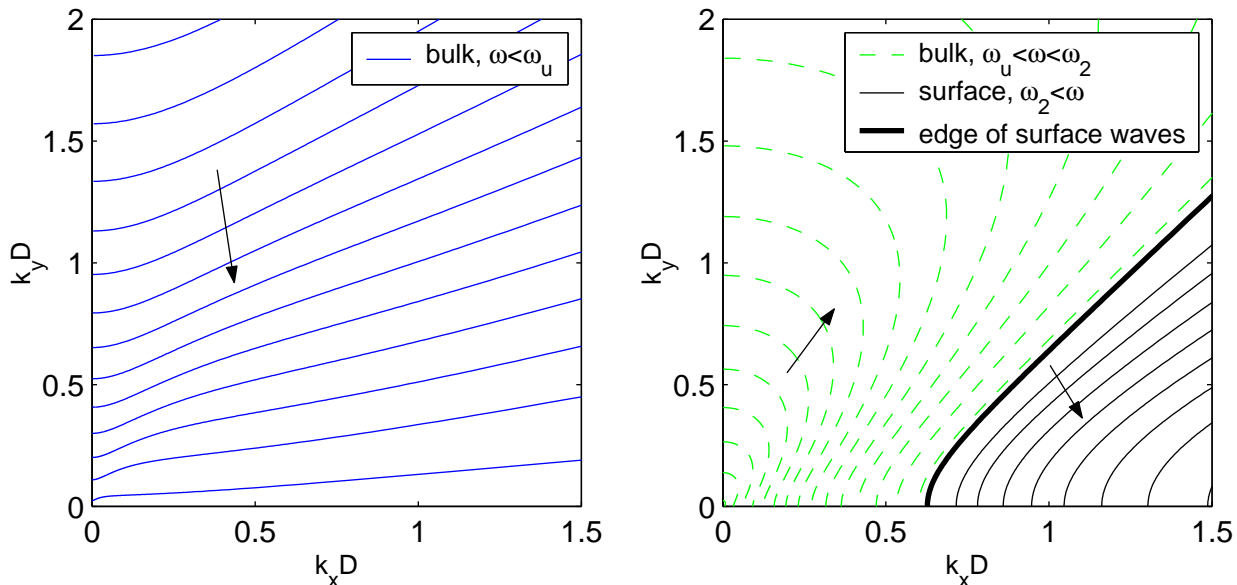 2
1.5
1
0.5
0
0
0.5
1
1.5
k_yD
k_xD
bulk, ω<ω_u
2
1.5
1
0.5
0
0
0.5
1
1.5
k_yD
k_xD
bulk, ω_u<ω<ω_2
surface, ω_2<ω
edge of surface waves